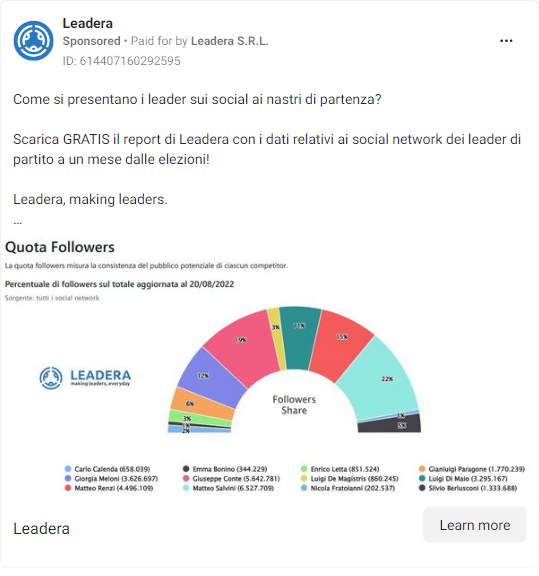 Leadera
Sponsored • Paid for by Leadera S.R.L.
ID: 614407160292595
Come si presentano i leader sui social ai nastri di partenza?
Scarica GRATIS il report di Leadera con i dati relativi ai social network dei leader di
partito a un mese dalle elezioni!
Leadera, making leaders.
...
Quota Followers
La quota followers misura la consistenza del pubblico potenziale di ciascun competitor.
Percentuale di followers sul totale aggiornata al 20/08/2022
Sorgente: tutti i social network
LEADERA
making leaders, everyday
2%
1%
3%
6%
12%
19%
3%
11%
15%
22%
1%
5%
Followers
Share
Carlo Calenda (658.039) Emma Bonino (344.229) Enrico Letta (851.524) Gianluigi Paragone (1.770.239)
Giorgia Meloni (3.626.697) Giuseppe Conte (5.642.781) Luigi De Magistris (860.245) Luigi Di Maio (3.295.167)
Matteo Renzi (4.496.109) Matteo Salvini (6.527.709) Nicola Fratoianni (202.537) Silvio Berlusconi (1.333.688)
Leadera
Learn more